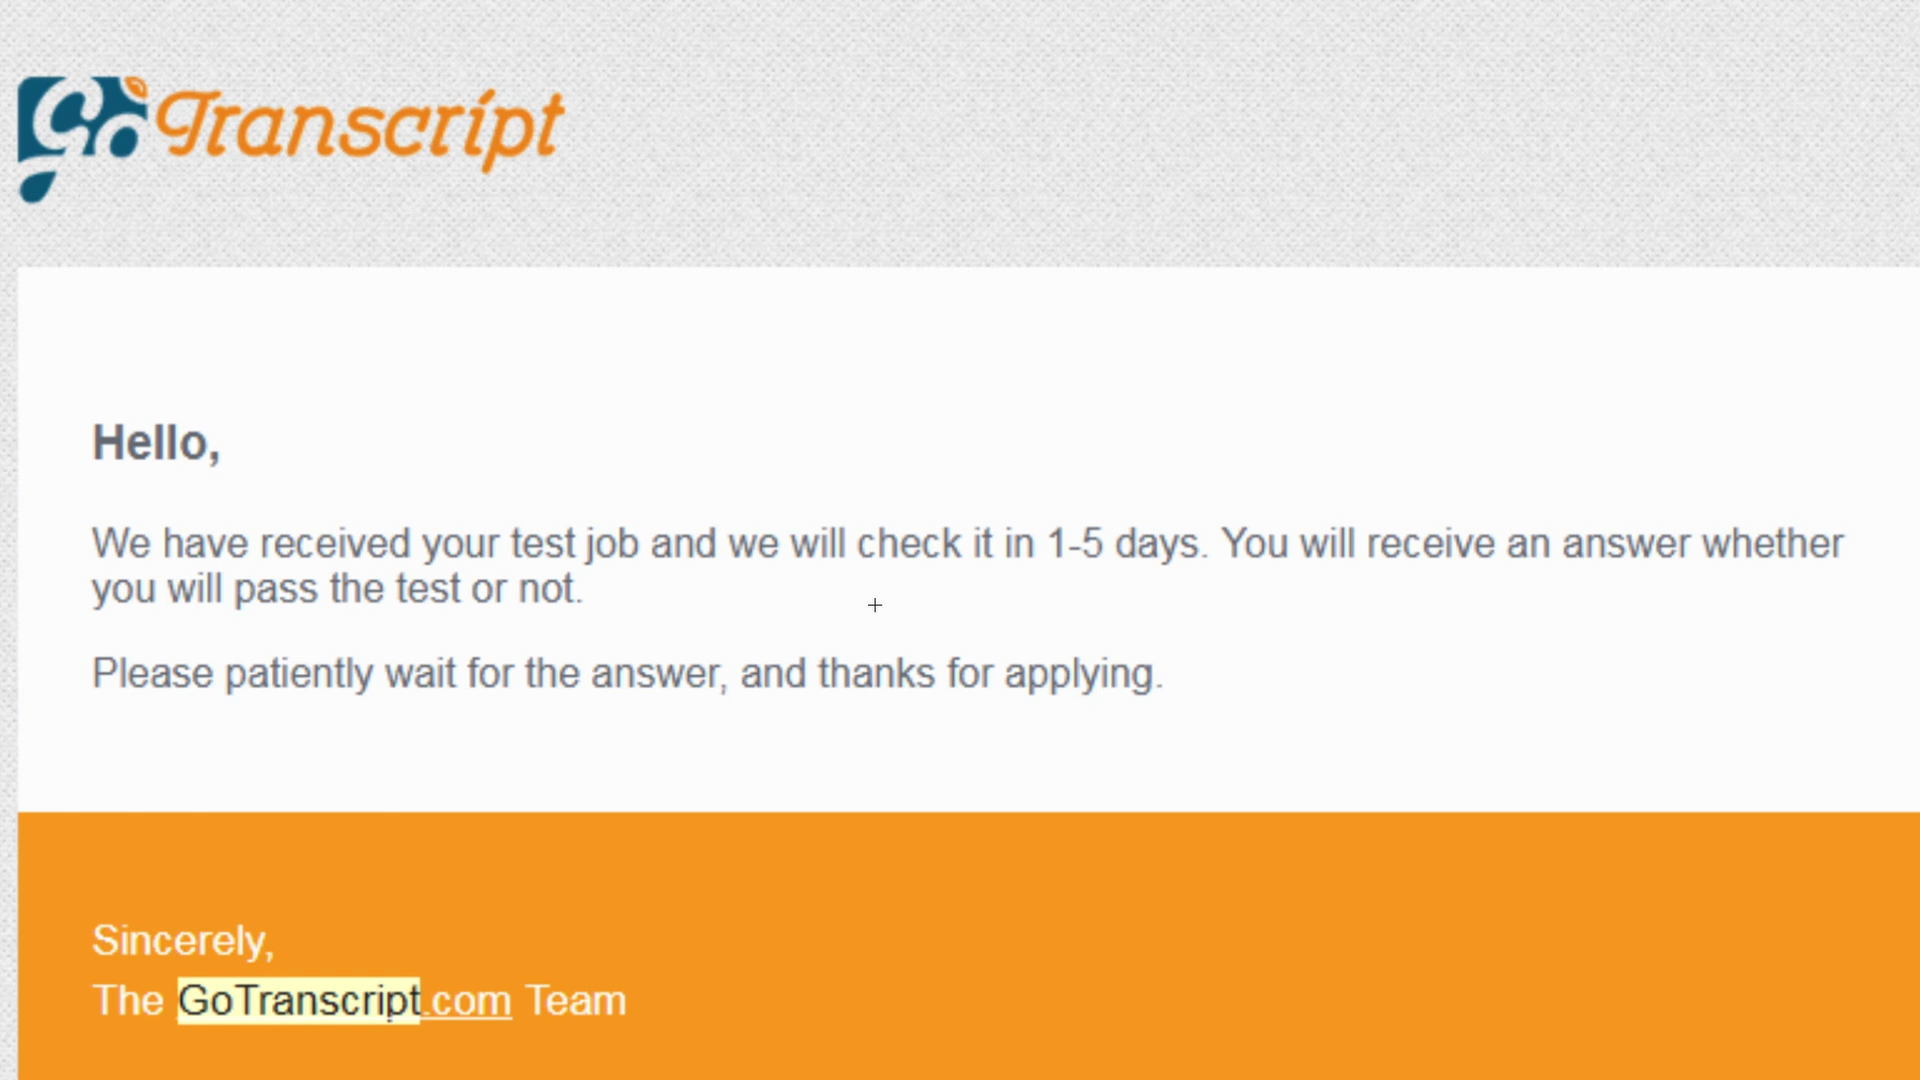 GoTranscript
Hello,
We have received your test job and we will check it in 1-5 days. You will receive an answer whether
you will pass the test or not.
Please patiently wait for the answer, and thanks for applying.
Sincerely,
The GoTranscript.com Team